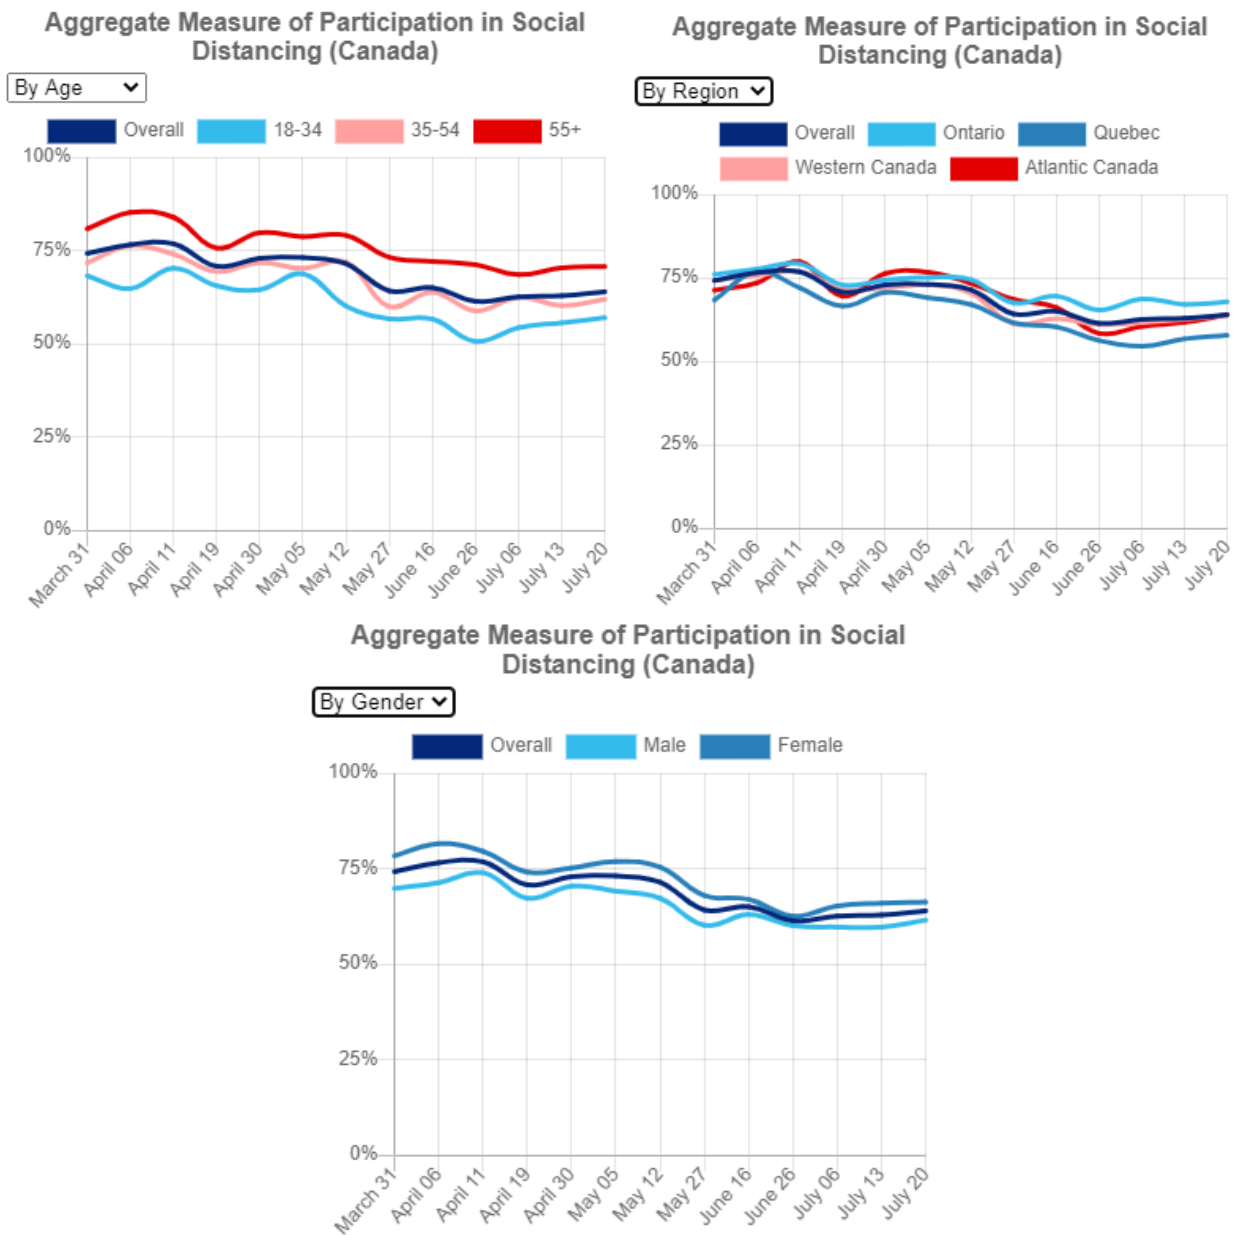 Aggregate Measure of Participation in Social
Distancing (Canada)
By Age
Overall 18-34 35-54 55+
100%
75%
50%
25%
0%
March 31 April 06 April 11 April 19 April 30 May 05 May 12 May 27 June 16 June 26 July 06 July 13 July 20
Aggregate Measure of Participation in Social
Distancing (Canada)
By Region
Overall Ontario Quebec
Western Canada Atlantic Canada
100%
75%
50%
25%
0%
March 31 April 06 April 11 April 19 April 30 May 05 May 12 May 27 June 16 June 26 July 06 July 13 July 20
Aggregate Measure of Participation in Social
Distancing (Canada)
By Gender
Overall Male Female
100%
75%
50%
25%
0%
March 31 April 06 April 11 April 19 April 30 May 05 May 12 May 27 June 16 June 26 July 06 July 13 July 20